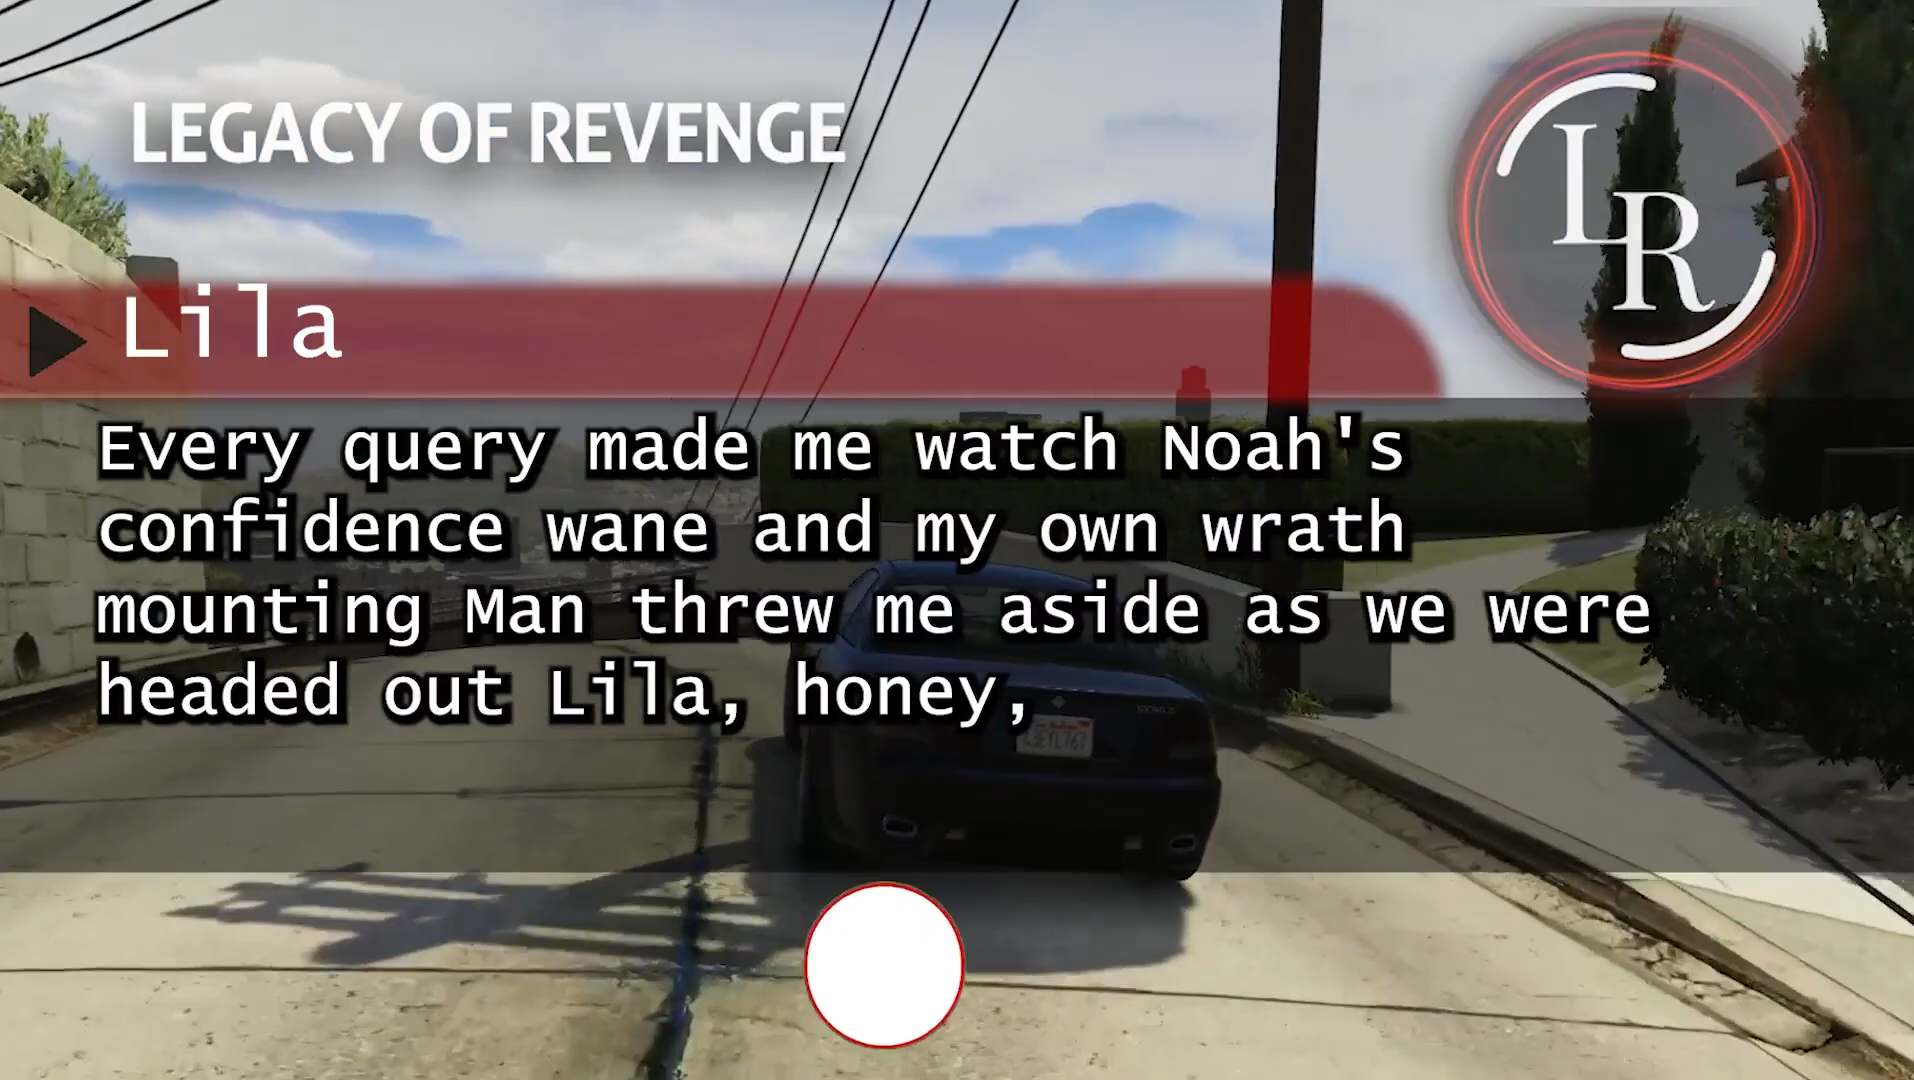 LEGACY OF REVENGE
LR
Lila
Every query made me watch Noah's
confidence wane and my own wrath
mounting Man threw me aside as we were
headed out Lila, honey,